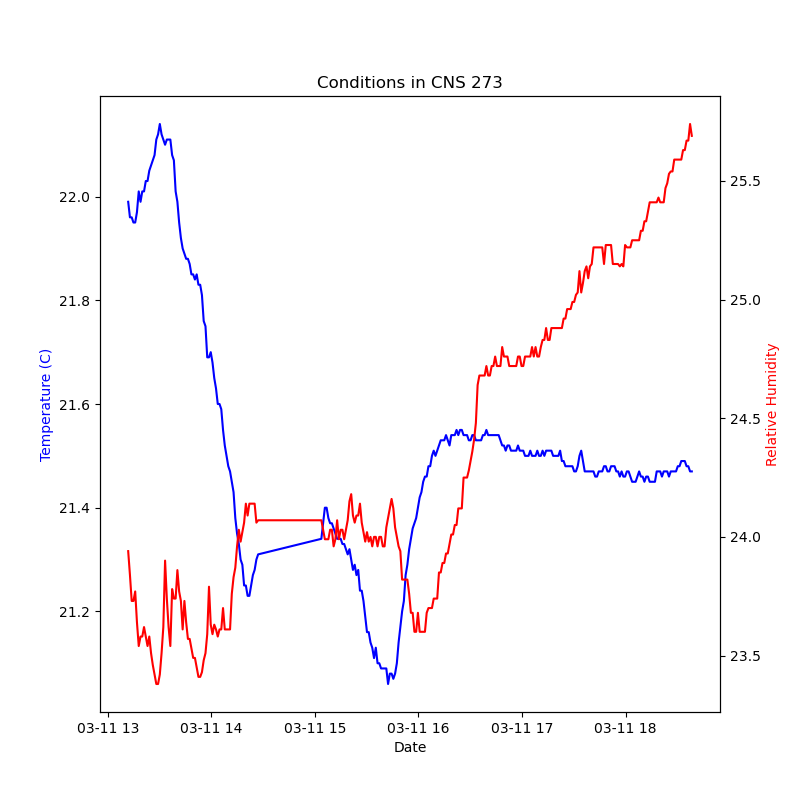 Conditions in CNS 273
Temperature (C)
22.0
21.8
21.6
21.4
21.2
25.5
25.0
24.5
24.0
23.5
Relative Humidity
03-11 13 03-11 14 03-11 15 03-11 16 03-11 17 03-11 18
Date